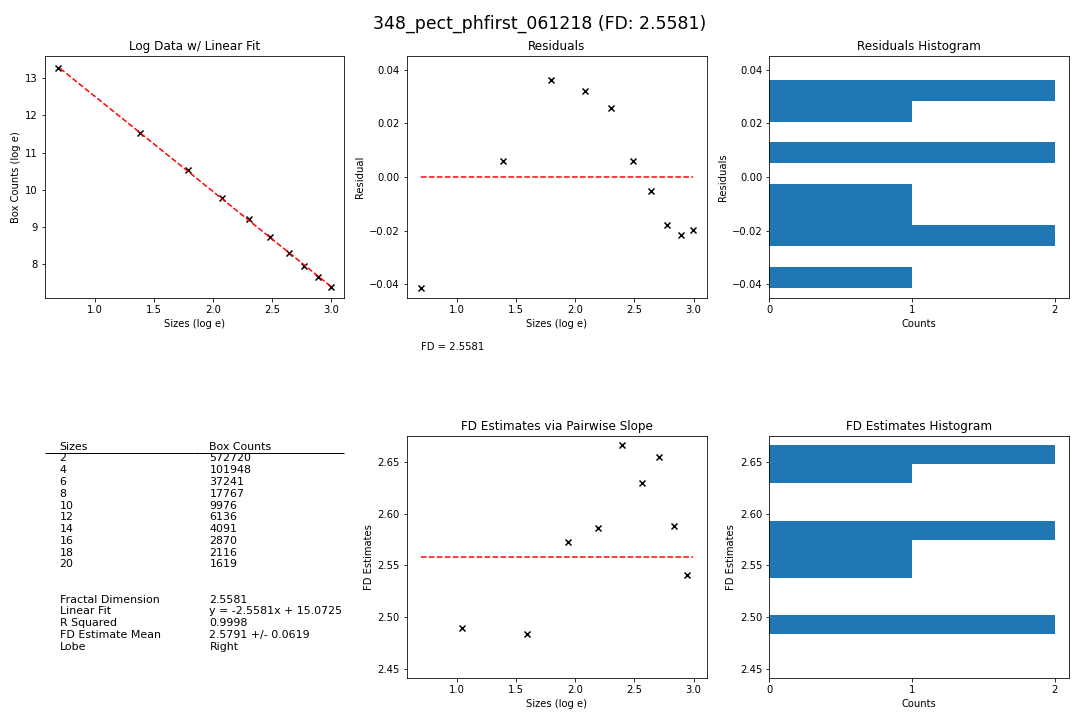 348_pect_phfirst_061218 (FD: 2.5581)
Log Data w/ Linear Fit
Box Counts (log e)
13
12
11
10
9
8
1.0 1.5 2.0 2.5 3.0
Sizes (log e)
Residuals
Residual
0.04
0.02
0.00
−0.02
−0.04
1.0 1.5 2.0 2.5 3.0
Sizes (log e)
FD = 2.5581
Residuals Histogram
Residuals
0.04
0.02
0.00
−0.02
−0.04
0 1 2
Counts
Sizes Box Counts
2 572720
4 101948
6 37241
8 17767
10 9976
12 6136
14 4091
16 2870
18 2116
20 1619
Fractal Dimension 2.5581
Linear Fit y = -2.5581x + 15.0725
R Squared 0.9998
FD Estimate Mean 2.5791 +/- 0.0619
Lobe Right
FD Estimates via Pairwise Slope
FD Estimates
2.65
2.60
2.55
2.50
2.45
1.0 1.5 2.0 2.5 3.0
Sizes (log e)
FD Estimates Histogram
FD Estimates
2.65
2.60
2.55
2.50
2.45
0 1 2
Counts